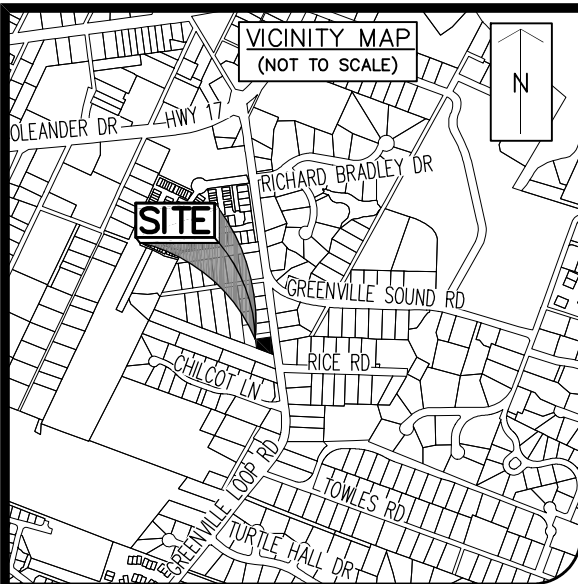 VICINITY MAP
(NOT TO SCALE)
N
OLEANDER DR
HWY 17
RICHARD BRADLEY DR
SITE
GREENVILLE SOUND RD
RICE RD
CHILCOT LN
GREENVILLE LOOP RD
TOWLES RD
TURTLE HALL DR